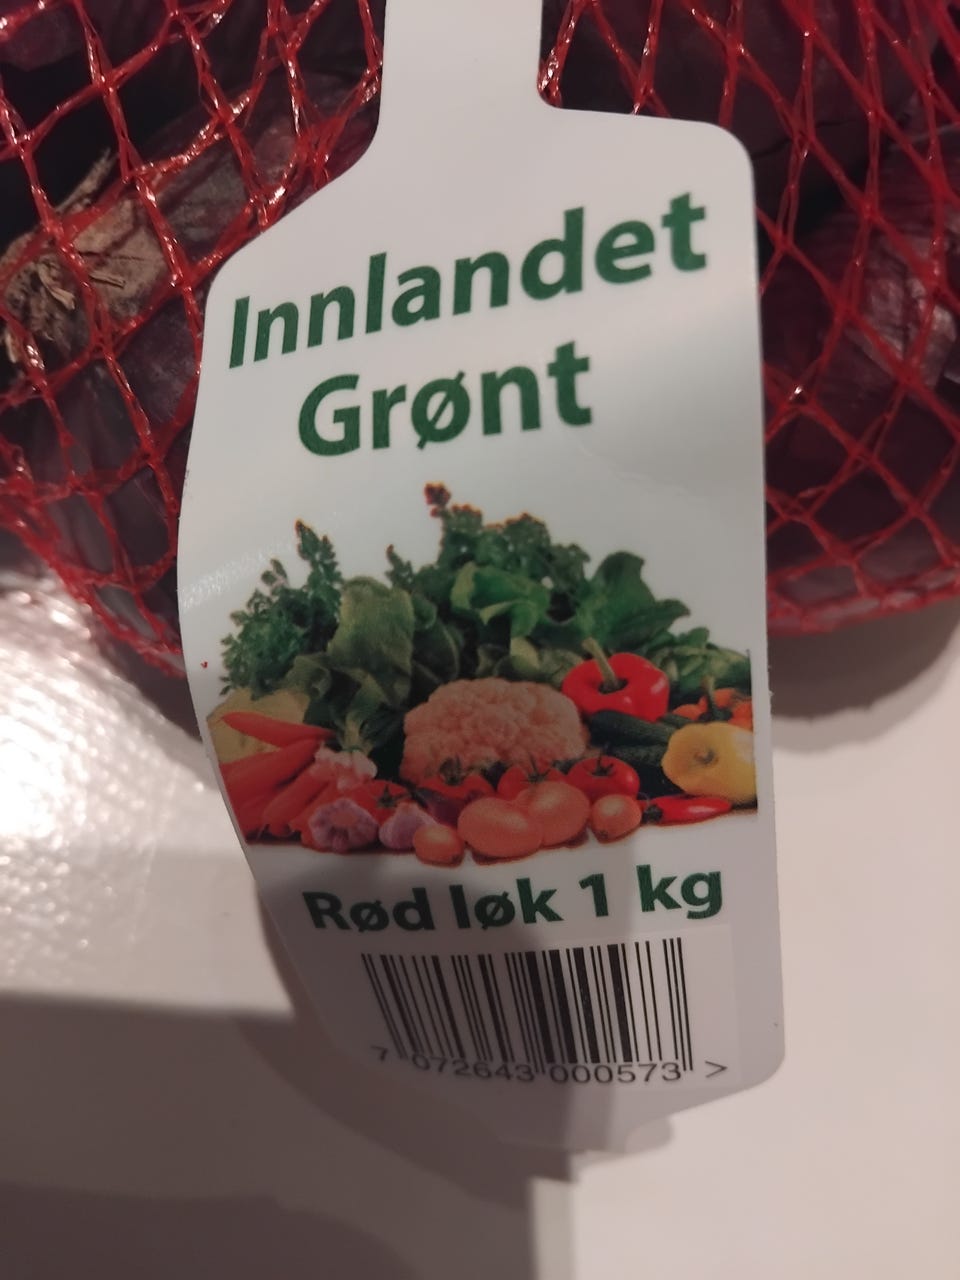 Innlandet
Grønt
Rød løk 1 kg
7 072643 000573 >